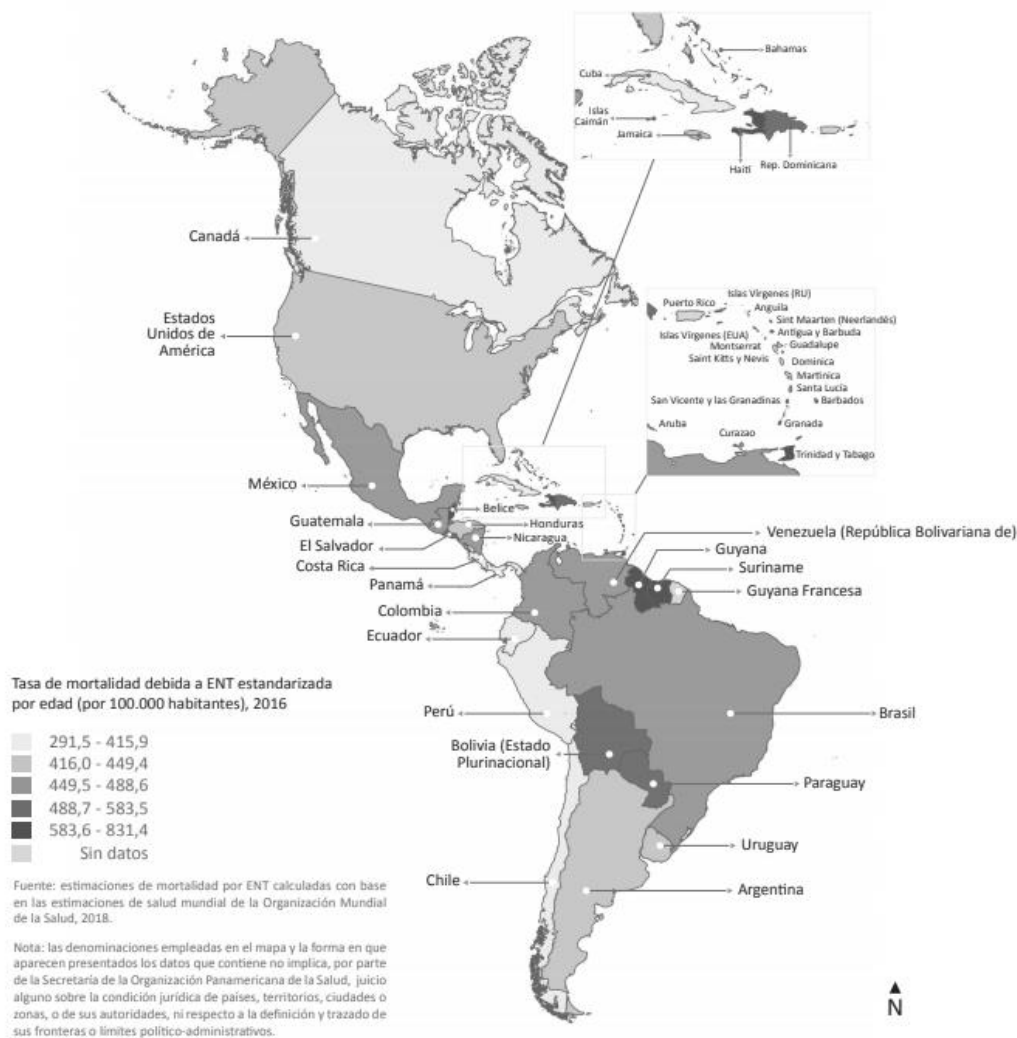 Bahamas
Cuba
Islas
Caimán
Jamaica
Haití
Rep. Dominicana
Canadá
Estados
Unidos de
América
Islas Vírgenes (RU)
Puerto Rico
Anguila
Sint Maarten (Neerlandés)
Islas Vírgenes (EUA)
Antigua y Barbuda
Montserrat
Guadalupe
Saint Kitts y Nevis
Dominica
Martinica
Santa Lucía
San Vicente y las Granadinas
Barbados
Aruba
Curazao
Granada
Trinidad y Tabago
México
Belice
Guatemala
Honduras
El Salvador
Nicaragua
Costa Rica
Panamá
Venezuela (República Bolivariana de)
Guyana
Suriname
Guyana Francesa
Colombia
Ecuador
Perú
Brasil
Bolivia (Estado
Plurinacional)
Paraguay
Uruguay
Chile
Argentina
Tasa de mortalidad debida a ENT estandarizada
por edad (por 100.000 habitantes), 2016
291,5 - 415,9
416,0 - 449,4
449,5 - 488,6
488,7 - 583,5
583,6 - 831,4
Sin datos
Fuente: estimaciones de mortalidad por ENT calculadas con base
en las estimaciones de salud mundial de la Organización Mundial
de la Salud, 2018.
Nota: las denominaciones empleadas en el mapa y la forma en que
aparecen presentados los datos que contiene no implica, por parte
de la Secretaría de la Organización Panamericana de la Salud, juicio
alguno sobre la condición jurídica de países, territorios, ciudades o
zonas, o de sus autoridades, ni respecto a la definición y trazado de
sus fronteras o límites político-administrativos.
N